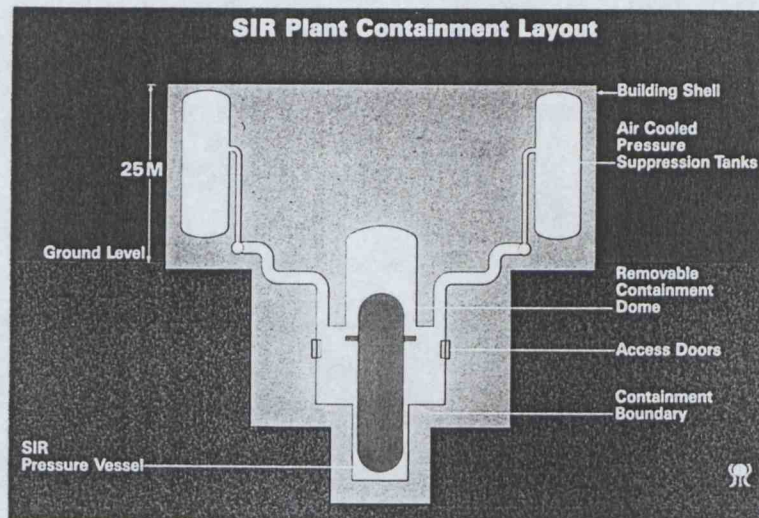 SIR Plant Containment Layout
Building Shell
Air Cooled
Pressure
Suppression Tanks
25M
Ground Level
Removable
Containment
Dome
Access Doors
Containment
Boundary
SIR
Pressure Vessel